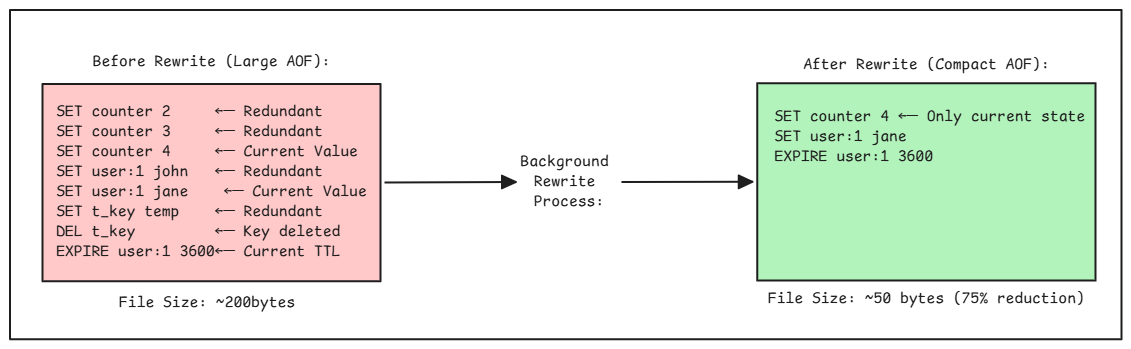 Before Rewrite (Large AOF):
SET counter 2 ←— Redundant
SET counter 3 ←— Redundant
SET counter 4 ←— Current Value
SET user:1 john ←— Redundant
SET user:1 jane ←— Current Value
SET t_key temp ←— Redundant
DEL t_key ←— Key deleted
EXPIRE user:1 3600←— Current TTL
File Size: ~200bytes
Background
Rewrite
Process:
After Rewrite (Compact AOF):
SET counter 4 ←— Only current state
SET user:1 jane
EXPIRE user:1 3600
File Size: ~50 bytes (75% reduction)